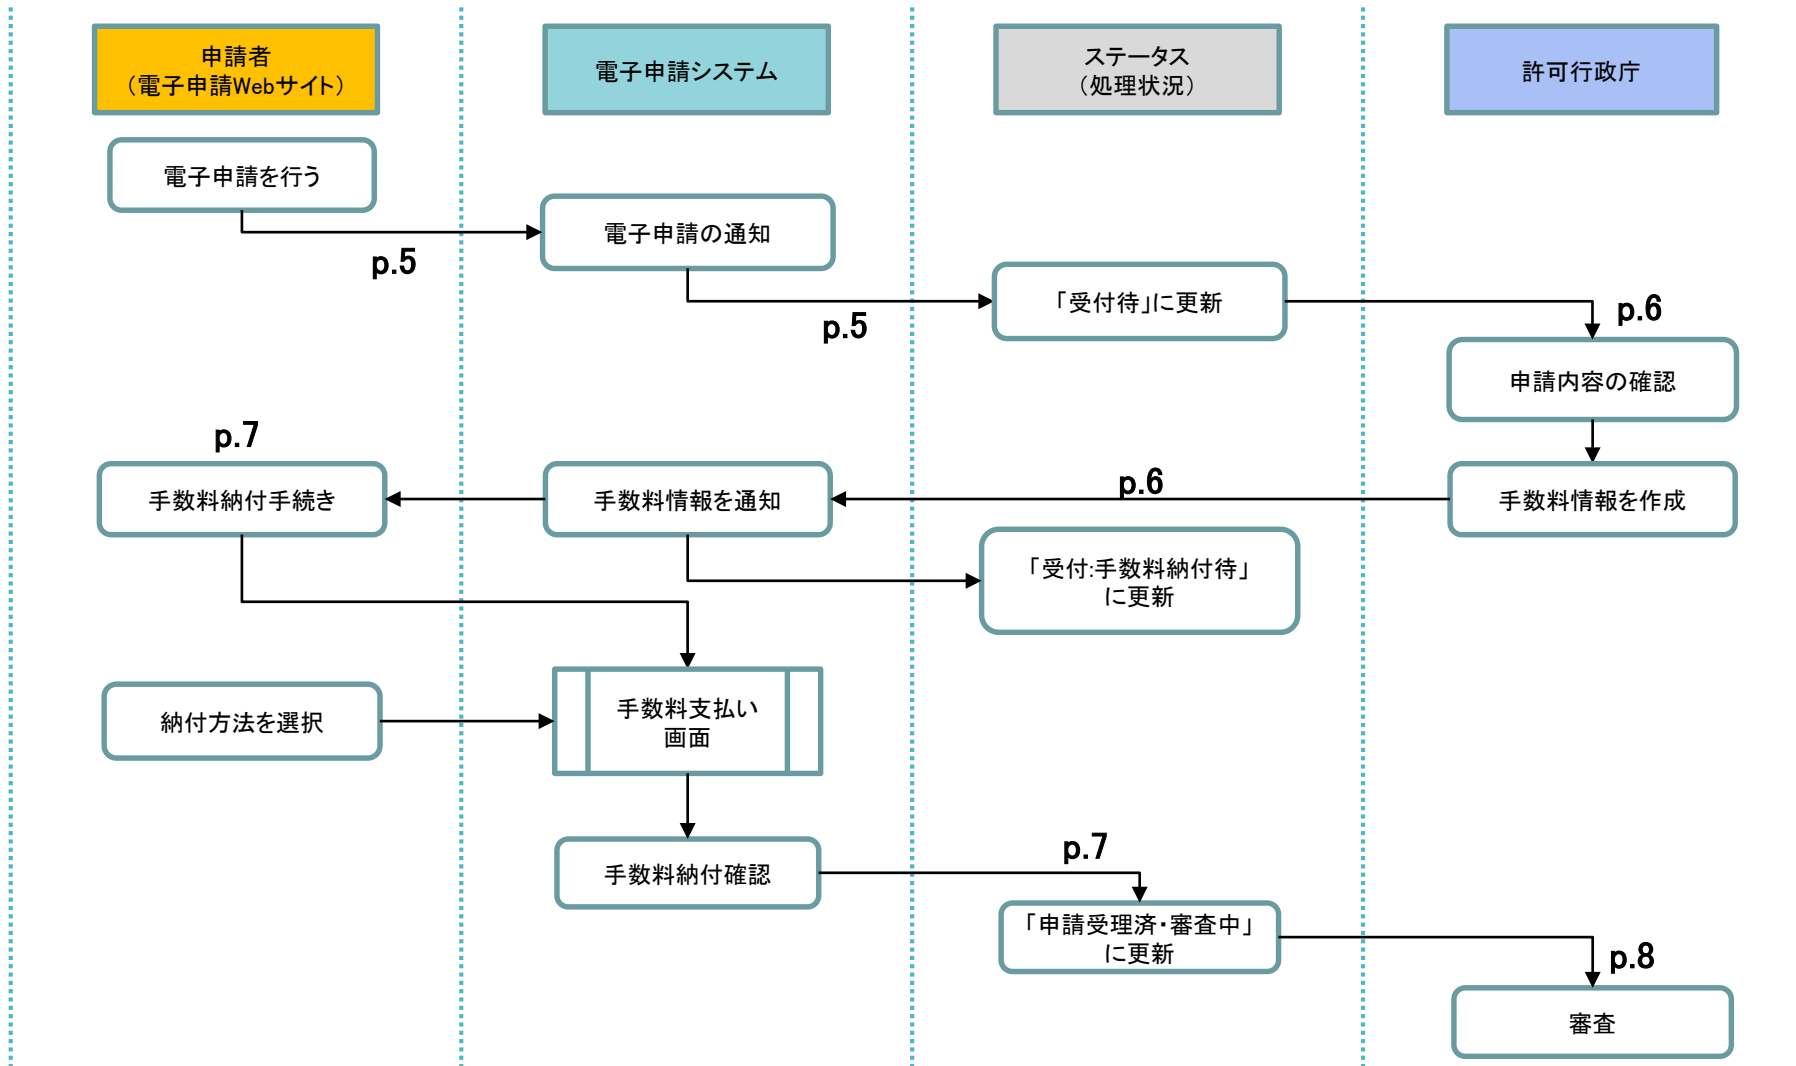 申請者
（電子申請Webサイト）
電子申請システム
ステータス
（処理状況）
許可行政庁
電子申請を行う
電子申請の通知
p.5
「受付待」に更新
p.5
p.6
申請内容の確認
p.7
手数料納付手続き
手数料情報を通知
p.6
手数料情報を作成
「受付:手数料納付待」
に更新
納付方法を選択
手数料支払い
画面
手数料納付確認
p.7
「申請受理済・審査中」
に更新
p.8
審査